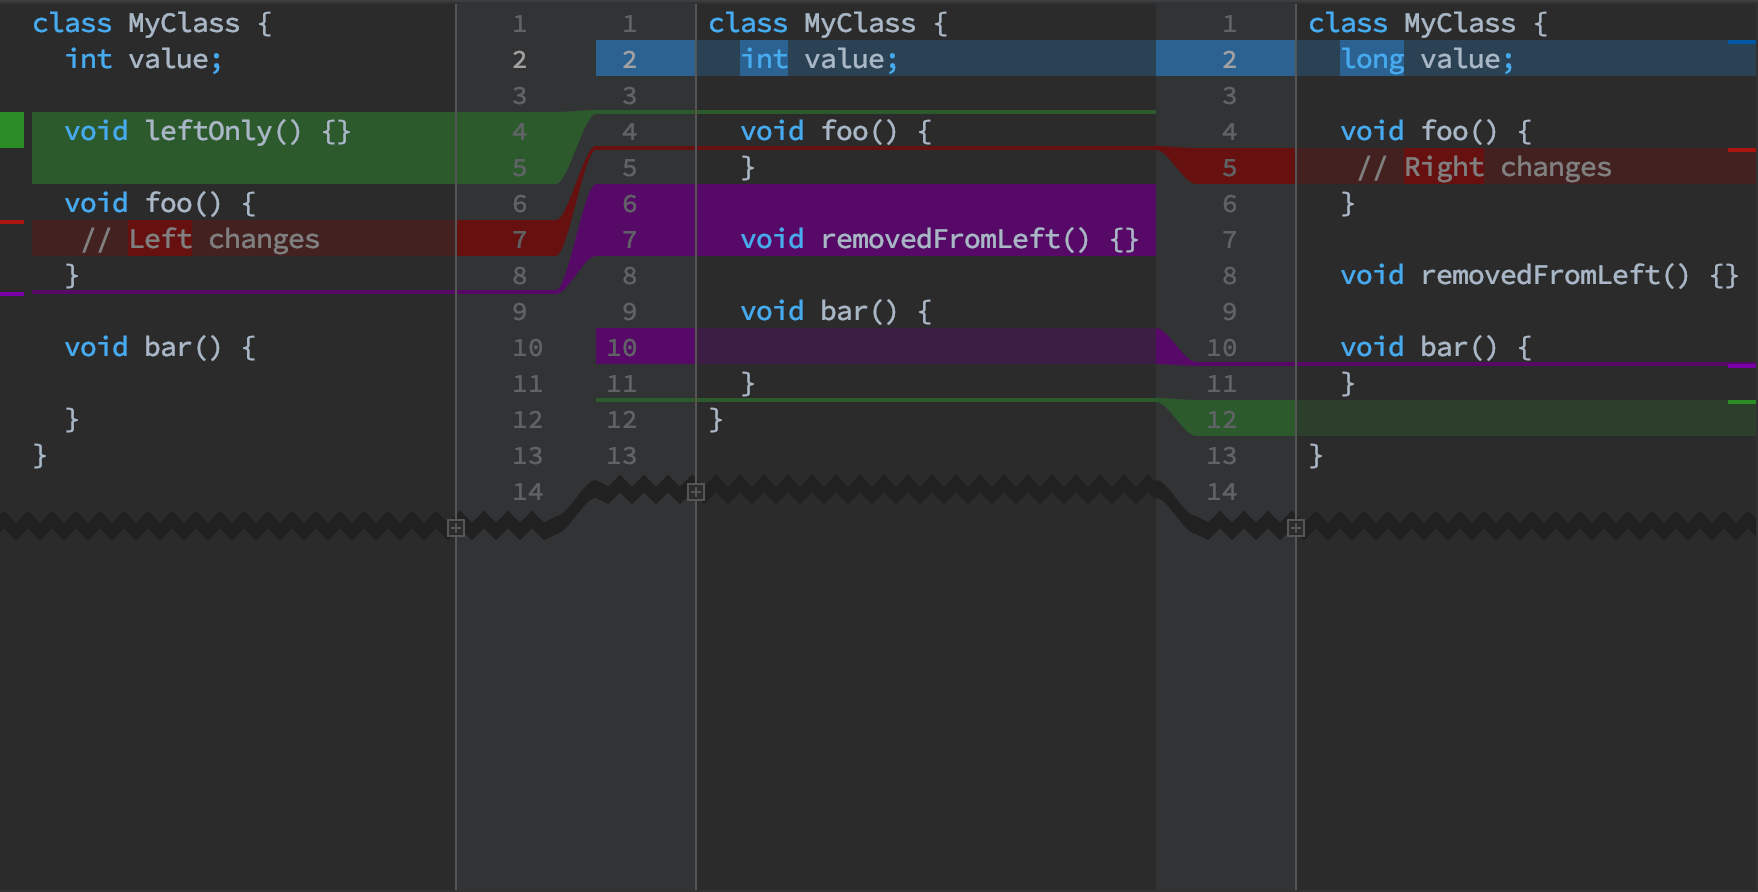 class MyClass {
int value;
void leftOnly() {}
void foo() {
// Left changes
}
void bar() {
}
}
1
2
3
4
5
6
7
8
9
10
11
12
13
14
1
2
3
4
5
6
7
8
9
10
11
12
13
class MyClass {
int value;
void foo() {
}
void removedFromLeft() {}
void bar() {
}
}
1
2
3
4
5
6
7
8
9
10
11
12
13
14
class MyClass {
long value;
void foo() {
// Right changes
}
void removedFromLeft() {}
void bar() {
}
}